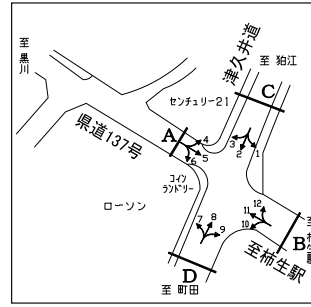 至 黒川
津久井道
至 狛江
センチュリー21
C
県道137号
A
4
5
6
3
2
1
コイン
ランドリー
ローソン
7
8
9
12
11
10
B
至柿生駅
D
至 町田